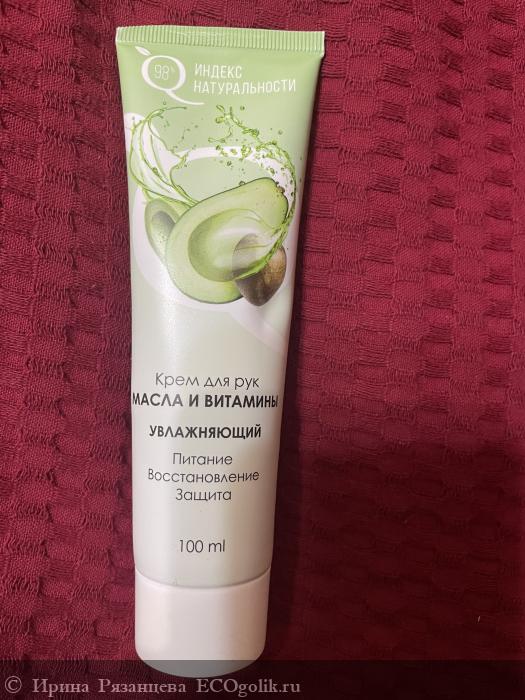 98%
ИНДЕКС
НАТУРАЛЬНОСТИ
Крем для рук
МАСЛА И ВИТАМИНЫ
УВЛАЖНЯЮЩИЙ
Питание
Восстановление
Защита
100 ml
© Ирина Рязанцева ECOgolik.ru